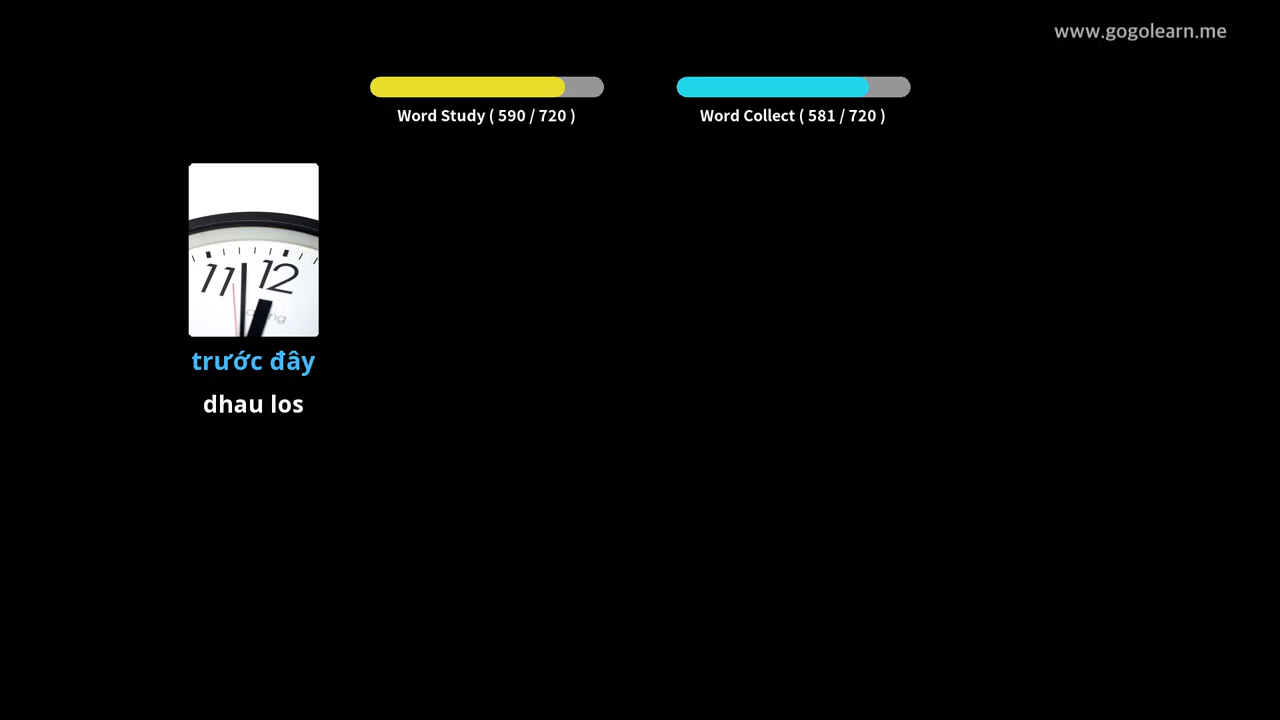 www.gogolearn.me
Word Study ( 590 / 720 )
Word Collect ( 581 / 720 )
11 12
trước đây
dhau los